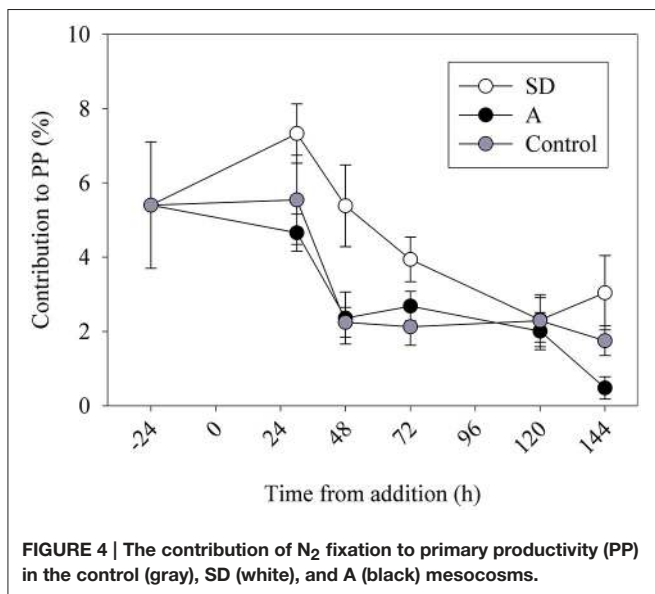 10
8
6
4
2
0
Contribution to PP (%)
SD
A
Control
-24
0
24
48
72
96
120
144
Time from addition (h)
FIGURE 4 | The contribution of N₂ fixation to primary productivity (PP)
in the control (gray), SD (white), and A (black) mesocosms.